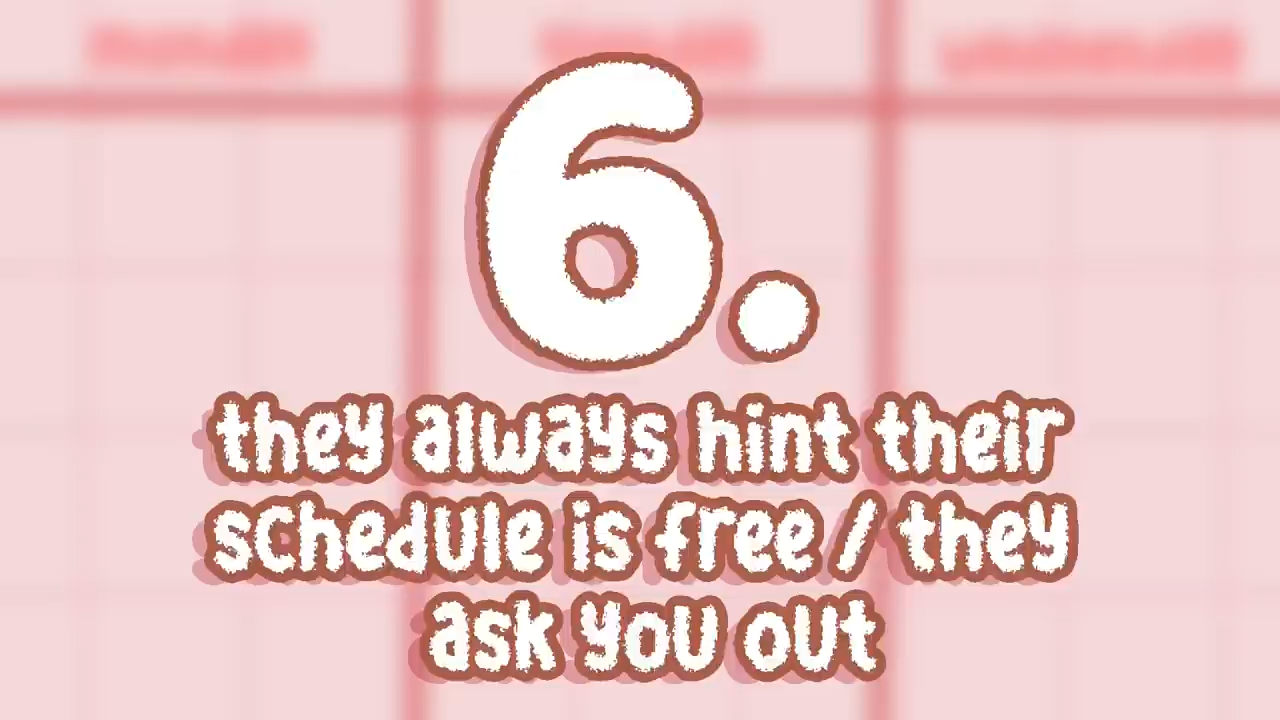 6.
they always hint their
schedule is free / they
ask you out